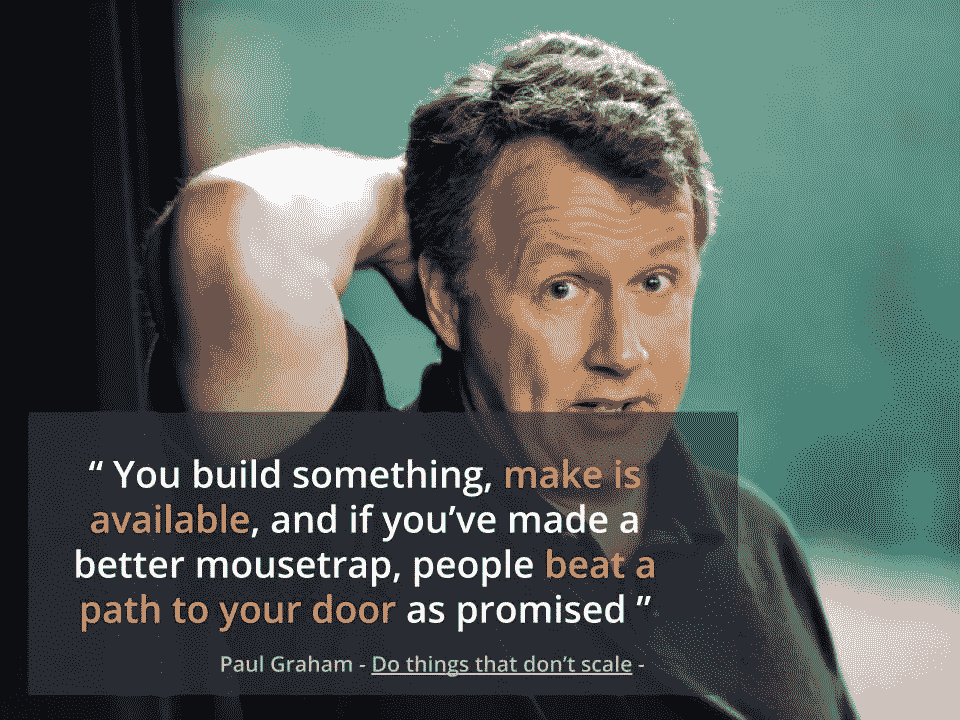 “ You build something, make is
available, and if you’ve made a
better mousetrap, people beat a
path to your door as promised ”
Paul Graham - Do things that don’t scale -